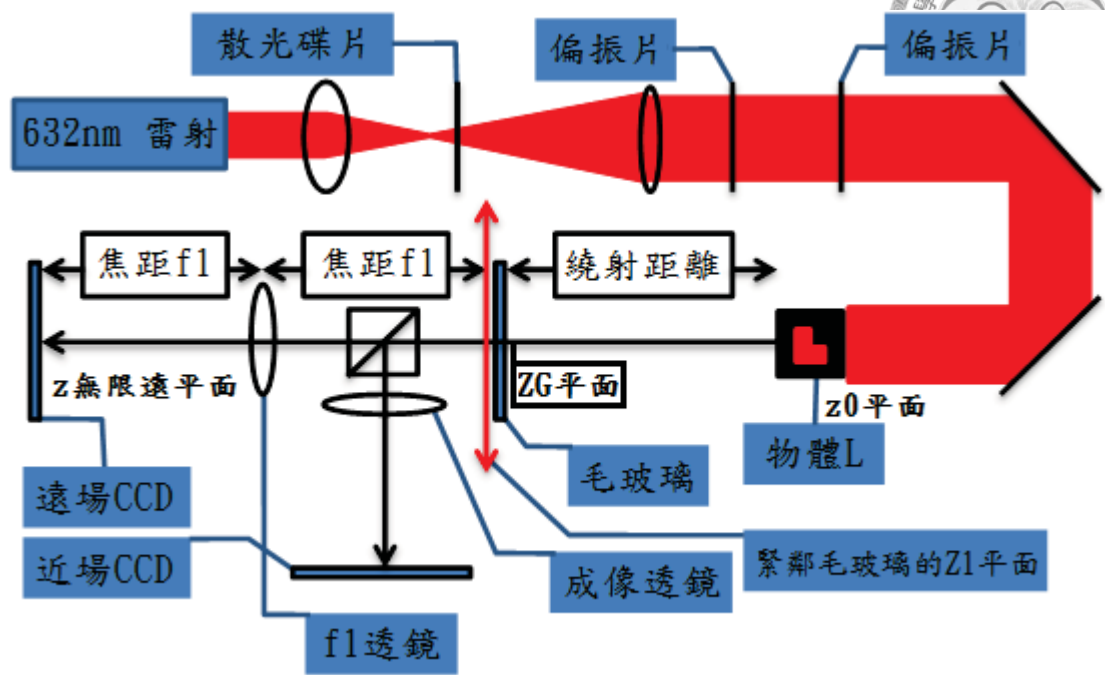 散光碟片
偏振片
偏振片
632nm 雷射
焦距f1
焦距f1
繞射距離
z無限遠平面
ZG平面
z0平面
物體L
毛玻璃
遠場CCD
近場CCD
成像透鏡
緊鄰毛玻璃的Z1平面
f1透鏡